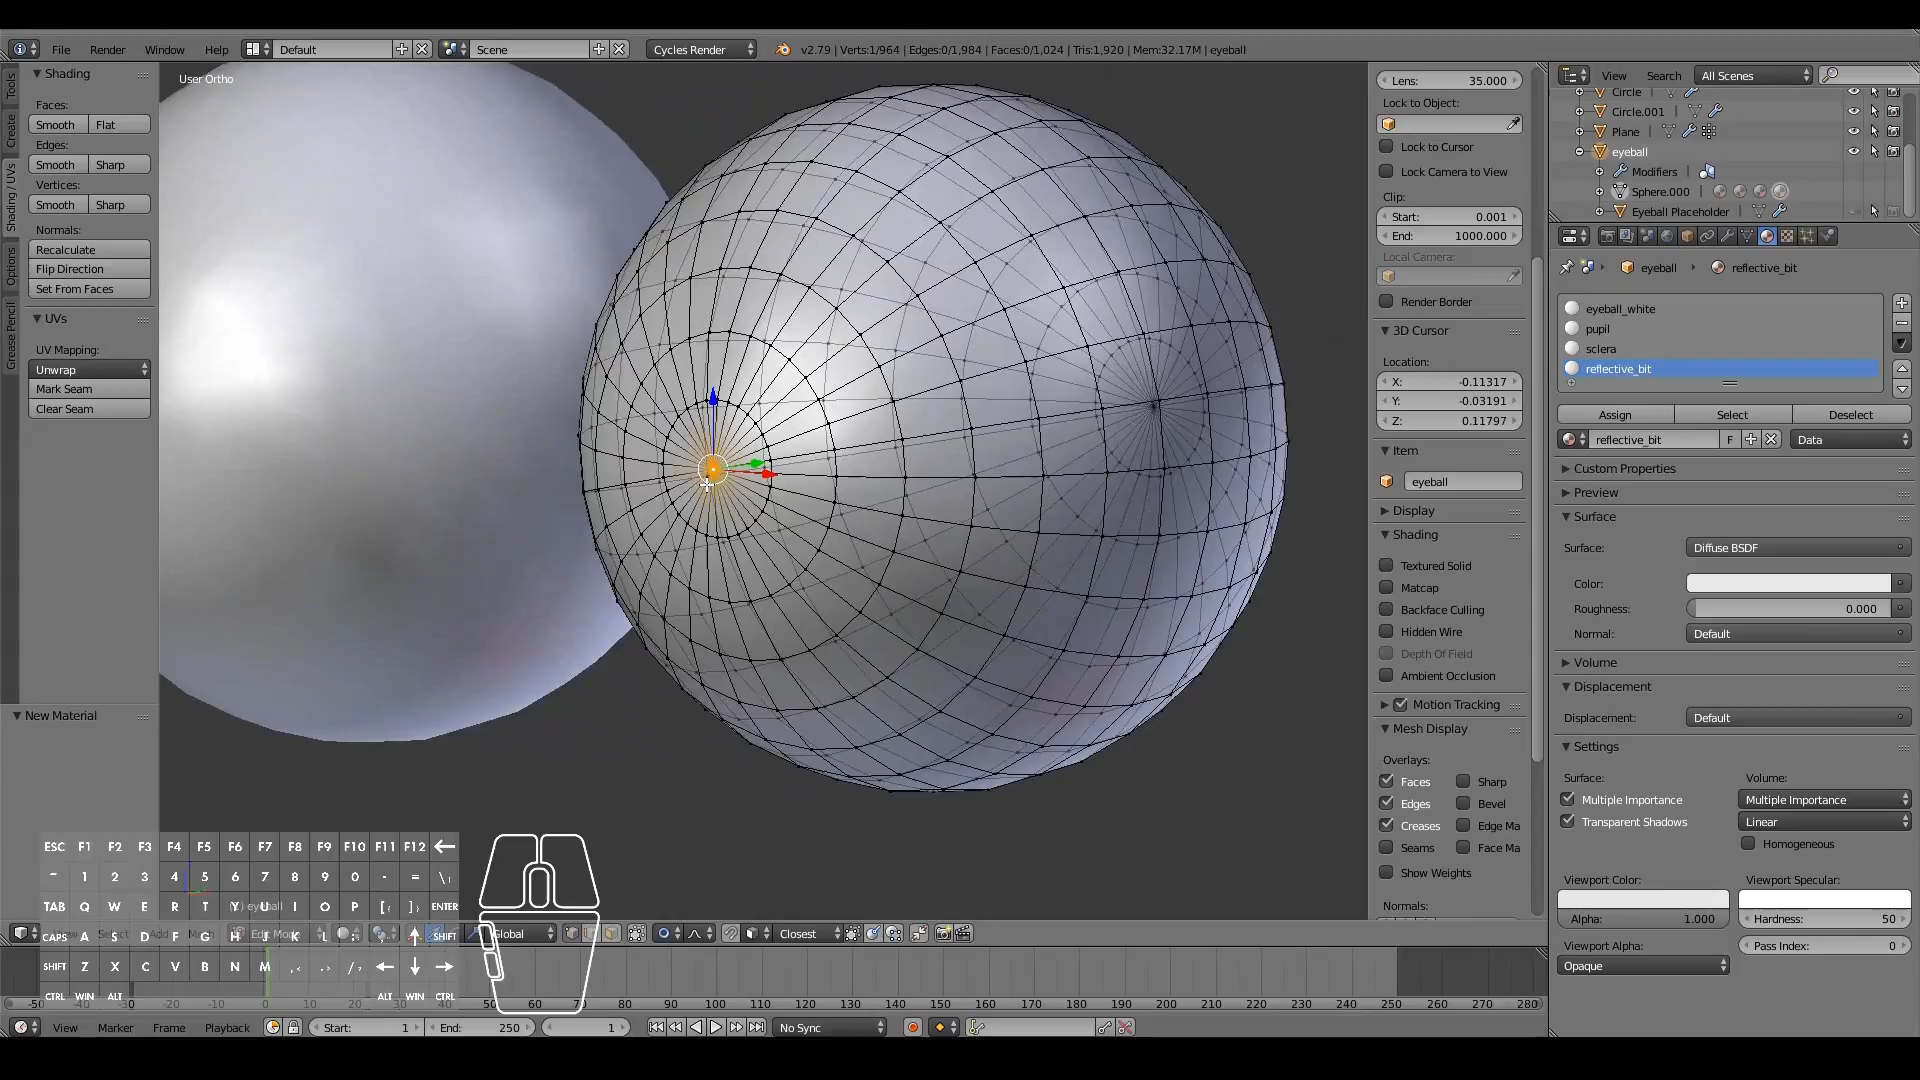 File Render Window Help Default Scene Cycles Render v2.79 | Verts:1/964 | Edges:0/1,984 | Faces:0/1,024 | Tris:1,920 | Mem:32.17M | eyeball
Tools
Create
Shading / UVs
Options
Grease Pencil
Shading
Faces:
Smooth Flat
Edges:
Smooth Sharp
Vertices:
Smooth Sharp
Normals:
Recalculate
Flip Direction
Set From Faces
UVs
UV Mapping:
Unwrap
Mark Seam
Clear Seam
New Material
User Ortho
Lens: 35.000
Lock to Object:
Lock to Cursor
Lock Camera to View
Clip:
Start: 0.001
End: 1000.000
Local Camera:
Render Border
3D Cursor
Location:
X: -0.11317
Y: -0.03191
Z: 0.11797
Item
eyeball
Display
Shading
Textured Solid
Matcap
Backface Culling
Hidden Wire
Depth Of Field
Ambient Occlusion
Motion Tracking
Mesh Display
Overlays:
Faces Sharp
Edges Bevel
Creases Edge Ma
Seams Face Ma
Show Weights
Normals:
View Search All Scenes
Circle
Circle.001
Plane
eyeball
Modifiers
Sphere.000
Eyeball Placeholder
eyeball reflective_bit
eyeball_white
pupil
sclera
reflective_bit
Assign Select Deselect
reflective_bit F Data
Custom Properties
Preview
Surface
Surface: Diffuse BSDF
Color:
Roughness: 0.000
Normal: Default
Volume
Displacement
Displacement: Default
Settings
Surface: Volume:
Multiple Importance Multiple Importance
Transparent Shadows Linear
Homogeneous
Viewport Color: Viewport Specular:
Alpha: 1.000 Hardness: 50
Viewport Alpha: Pass Index: 0
Opaque
ESC F1 F2 F3 F4 F5 F6 F7 F8 F9 F10 F11 F12 ←
~ 1 2 3 4 5 6 7 8 9 0 - = \|
TAB Q W E R T Y U I O P [{ ]} ENTER
CAPS A S D F G H J K L ↑ SHIFT
SHIFT Z X C V B N M ,< .> /? ← ↓ →
CTRL WIN ALT ALT WIN CTRL
Global Closest
-50 -40 -30 -20 -10 0 10 20 30 40 50 60 70 80 90 100 110 120 130 140 150 160 170 180 190 200 210 220 230 240 250 260 270 280
View Marker Frame Playback Start: 1 End: 250 1 No Sync